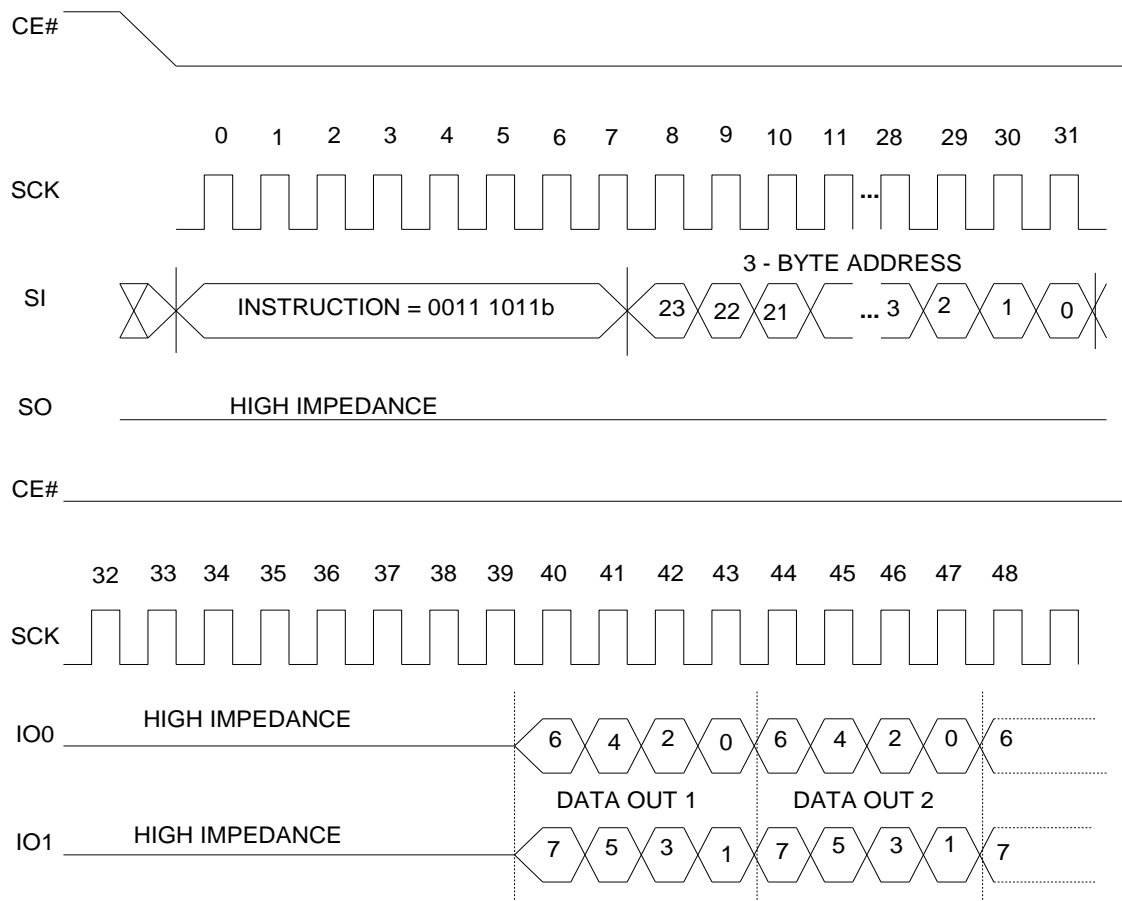 CE#
0 1 2 3 4 5 6 7 8 9 10 11 28 29 30 31
SCK ...
3 - BYTE ADDRESS
SI INSTRUCTION = 0011 1011b 23 22 21 ... 3 2 1 0
SO HIGH IMPEDANCE
CE#
32 33 34 35 36 37 38 39 40 41 42 43 44 45 46 47 48
SCK
IO0 HIGH IMPEDANCE 6 4 2 0 6 4 2 0 6
DATA OUT 1 DATA OUT 2
IO1 HIGH IMPEDANCE 7 5 3 1 7 5 3 1 7